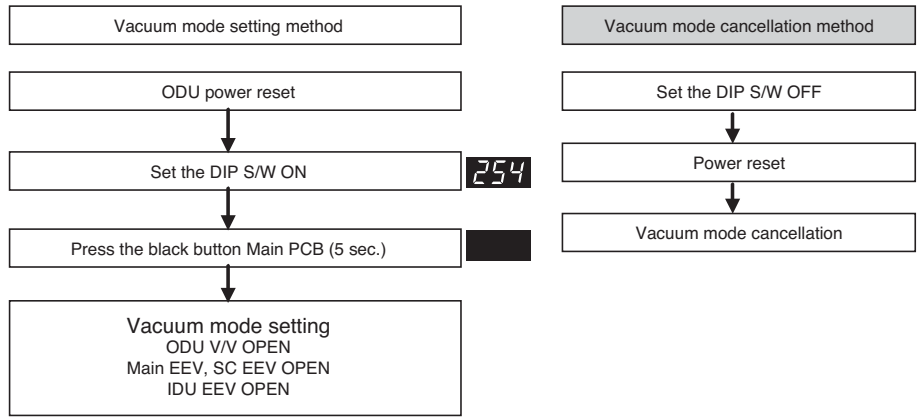 Vacuum mode setting method
ODU power reset
Set the DIP S/W ON
254
Press the black button Main PCB (5 sec.)
Vacuum mode setting
ODU V/V OPEN
Main EEV, SC EEV OPEN
IDU EEV OPEN
Vacuum mode cancellation method
Set the DIP S/W OFF
Power reset
Vacuum mode cancellation